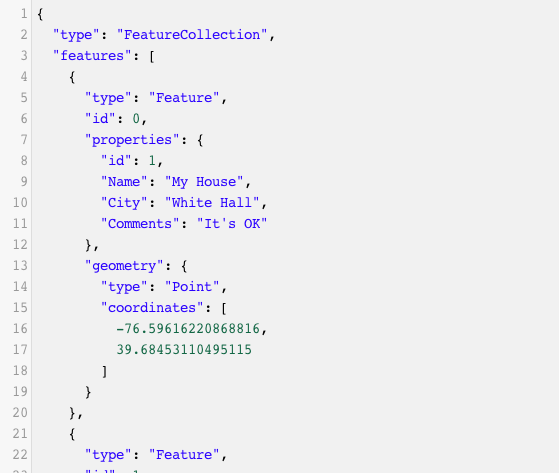 1 {
2   "type": "FeatureCollection",
3   "features": [
4     {
5       "type": "Feature",
6       "id": 0,
7       "properties": {
8         "id": 1,
9         "Name": "My House",
10         "City": "White Hall",
11         "Comments": "It's OK"
12       },
13       "geometry": {
14         "type": "Point",
15         "coordinates": [
16           -76.59616220868816,
17           39.68453110495115
18         ]
19       }
20     },
21     {
22       "type": "Feature",